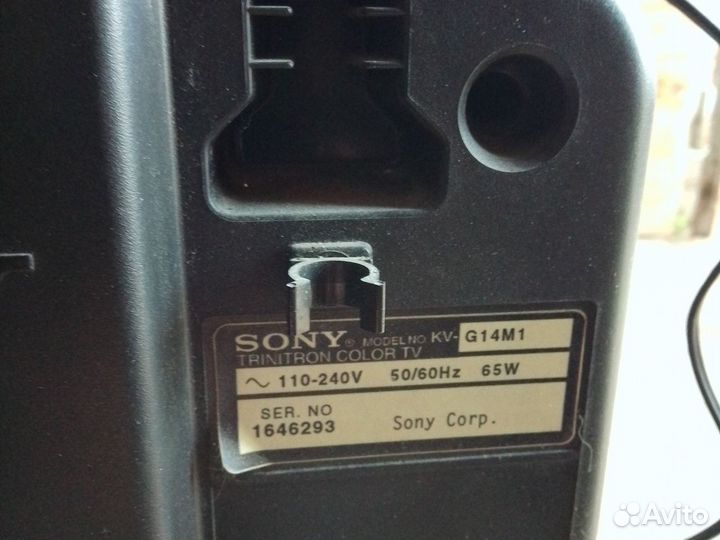 SONY® MODEL NO. KV-G14M1
TRINITRON COLOR TV
~ 110-240V 50/60Hz 65W
SER. NO
1646293 Sony Corp.
Avito